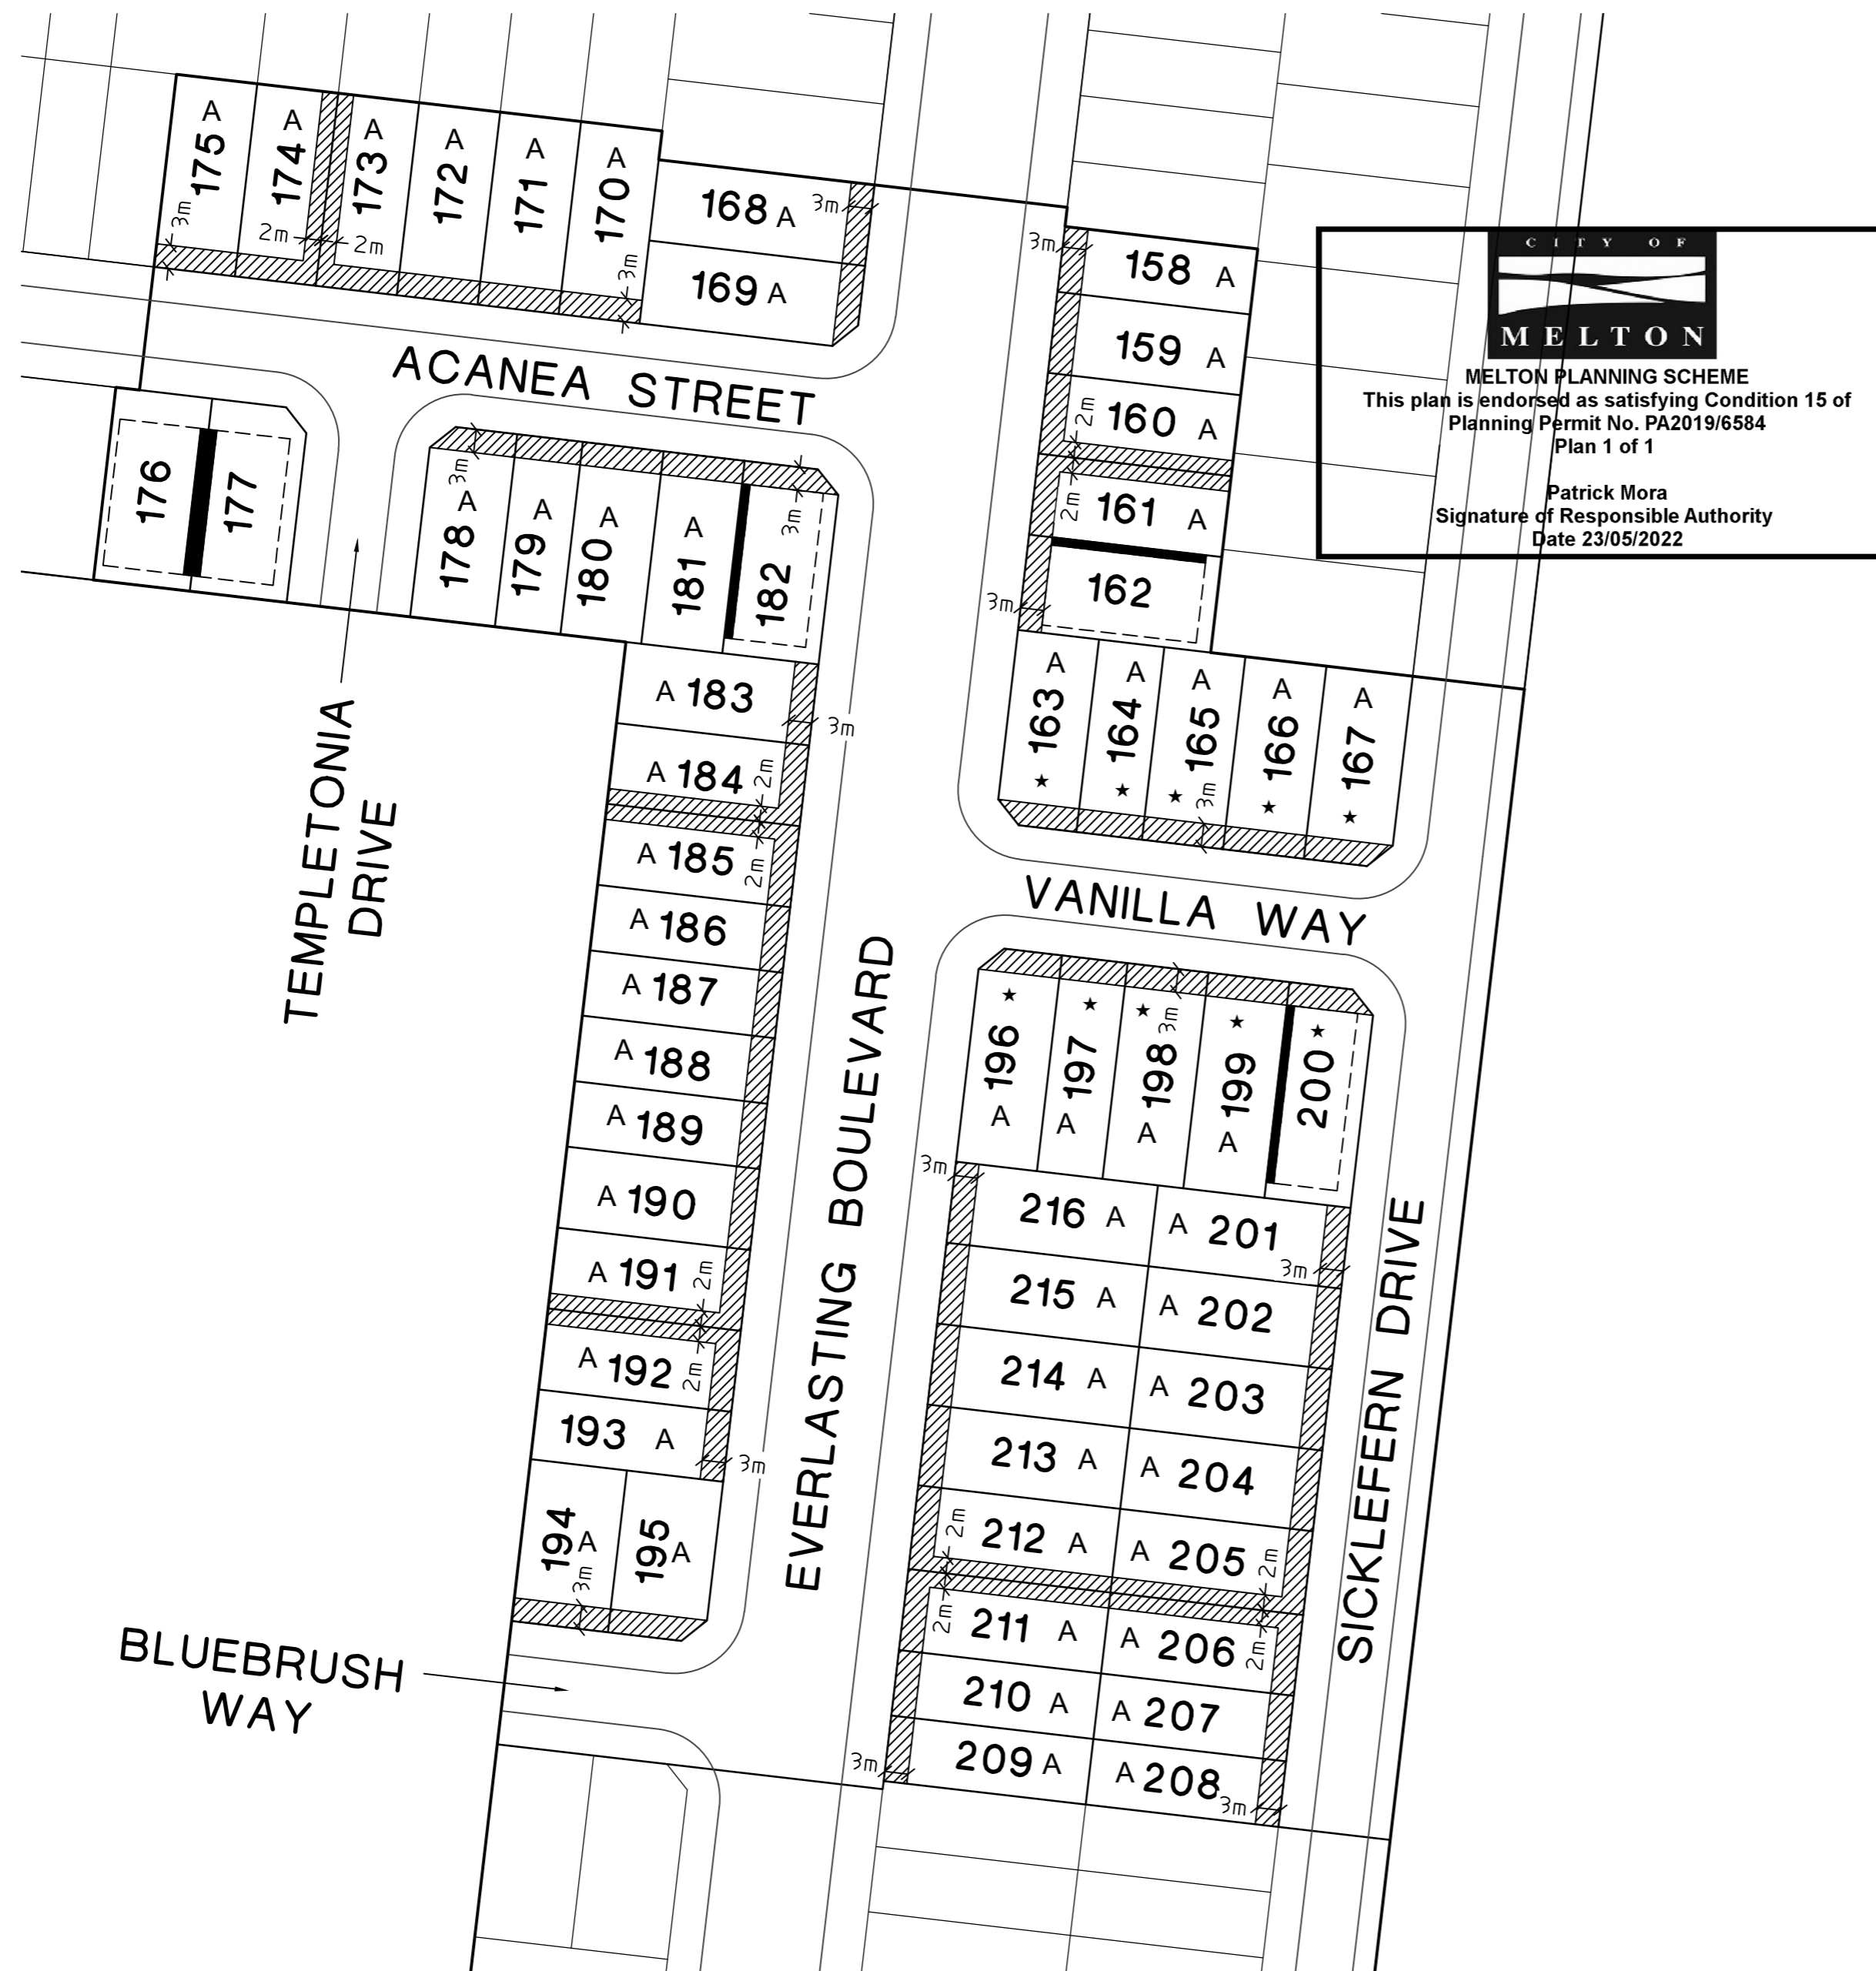 175 A
174 A
173 A
172 A
171 A
170 A
168 A
169 A
3m
3m
2m
2m
3m
3m
158 A
159 A
160 A
161 A
162
2m
2m
3m
CITY OF
MELTON
MELTON PLANNING SCHEME
This plan is endorsed as satisfying Condition 15 of
Planning Permit No. PA2019/6584
Plan 1 of 1
Patrick Mora
Signature of Responsible Authority
Date 23/05/2022
ACANEA STREET
176
177
178 A
179 A
180 A
181 A
182
3m
3m
163 A ★
164 A ★
165 A ★
166 A ★
167 A ★
3m
TEMPLETONIA
DRIVE
A 183
3m
A 184
2m
A 185
2m
A 186
A 187
A 188
A 189
A 190
A 191
2m
A 192
2m
193 A
3m
194 A
3m
195 A
VANILLA WAY
EVERLASTING BOULEVARD
★ 196 A
★ 197 A
★ 198 A
3m
★ 199 A
★ 200
3m
216 A
A 201
3m
215 A
A 202
214 A
A 203
213 A
A 204
2m
212 A
A 205
2m
2m
211 A
A 206
2m
210 A
A 207
3m
209 A
A 208
3m
SICKLEFERN DRIVE
BLUEBRUSH
WAY